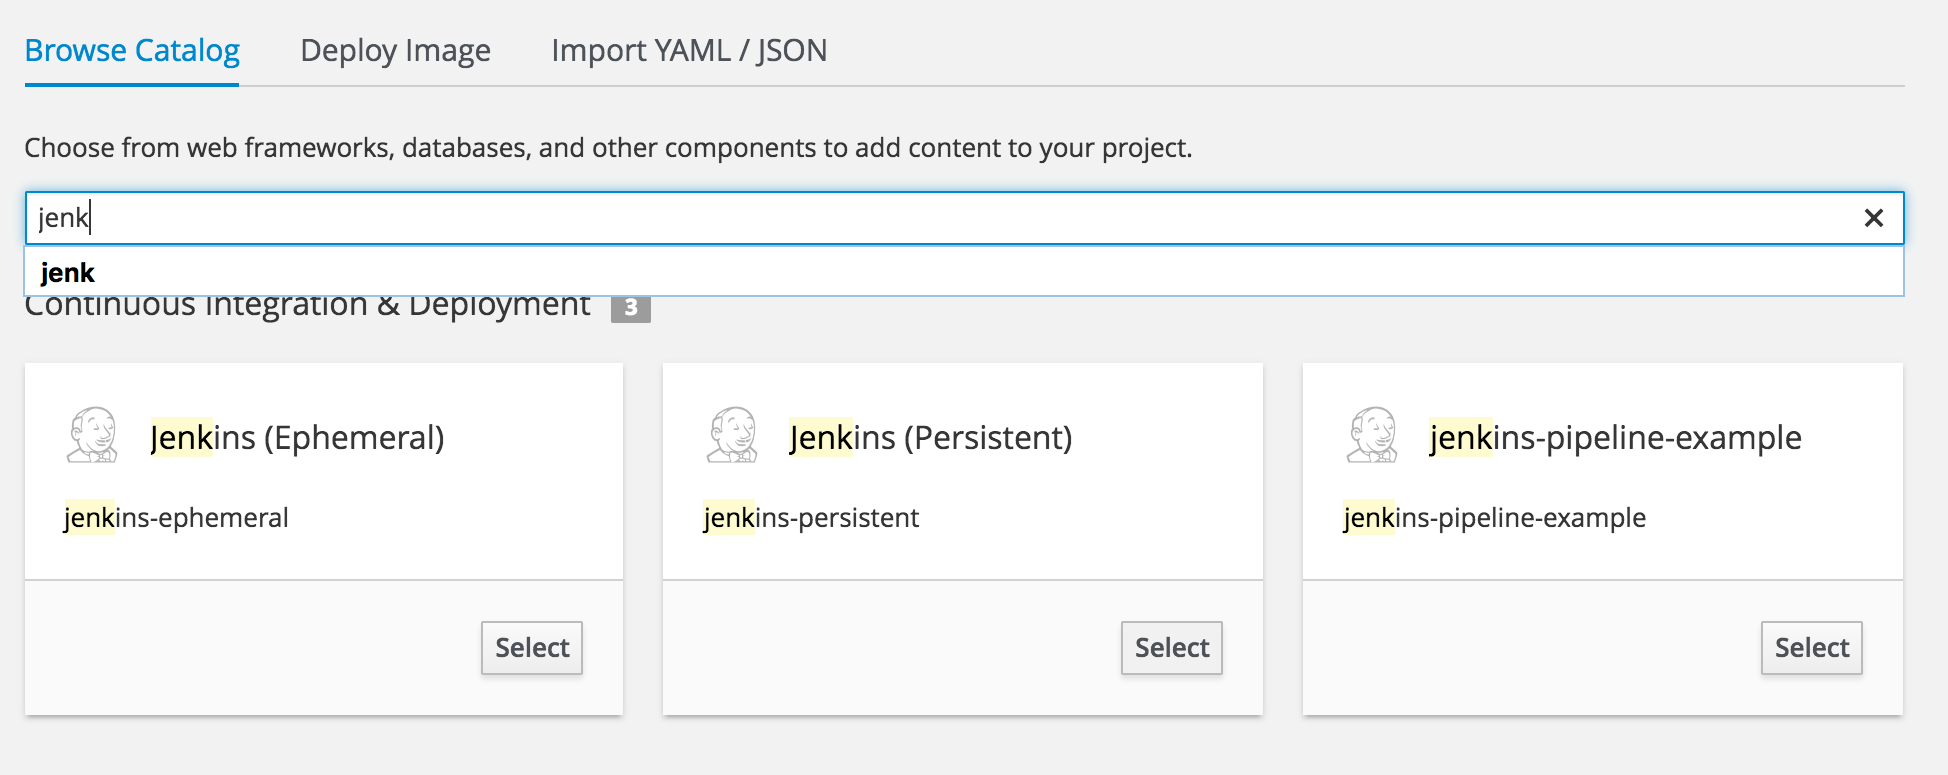 Browse Catalog Deploy Image Import YAML / JSON
Choose from web frameworks, databases, and other components to add content to your project.
jenk
jenk
Continuous Integration & Deployment 3
Jenkins (Ephemeral)
jenkins-ephemeral
Select
Jenkins (Persistent)
jenkins-persistent
Select
jenkins-pipeline-example
jenkins-pipeline-example
Select